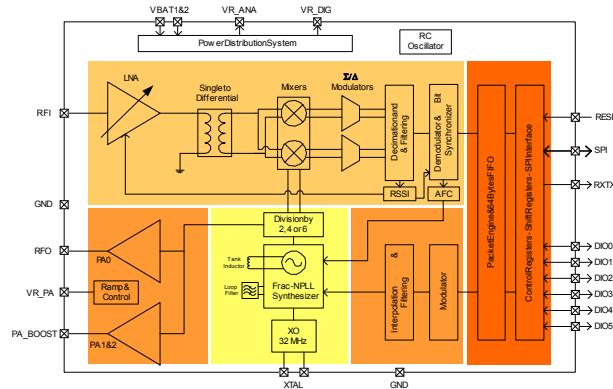 VBAT1&2 VR_ANA VR_DIG
PowerDistributionSystem
RC
Oscillator
LNA
Singleto
Differential
Mixers
Σ/Δ
Modulators
Decimationand & Filtering
Demodulator & Bit
Synchronizer
RSSI
AFC
PacketEngine&64BytesFIFO
ControlRegisters-ShiftRegisters-SPIInterface
RFI
GND
RFO
VR_PA
PA_BOOST
PA0
Ramp&
Control
PA1&2
Divisionby
2, 4 or 6
Tank
Inductor
Loop
Filter
Frac-NPLL
Synthesizer
XO
32 MHz
Interpolation &
Filtering
Modulator
XTAL
GND
RESE
SPI
RXTX
DIO0
DIO1
DIO2
DIO3
DIO4
DIO5